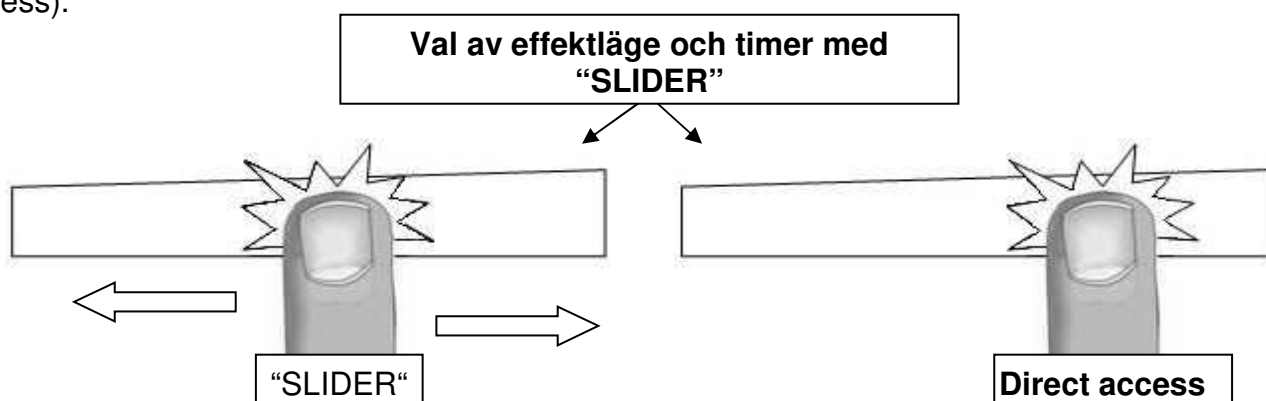 ess).
Val av effektläge och timer med
“SLIDER”
“SLIDER“
Direct access